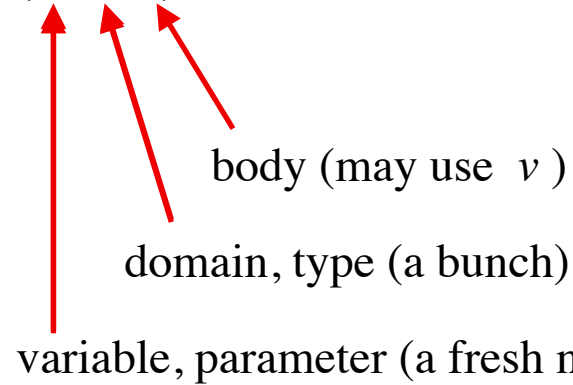 body (may use v )
domain, type (a bunch)
variable, parameter (a fresh